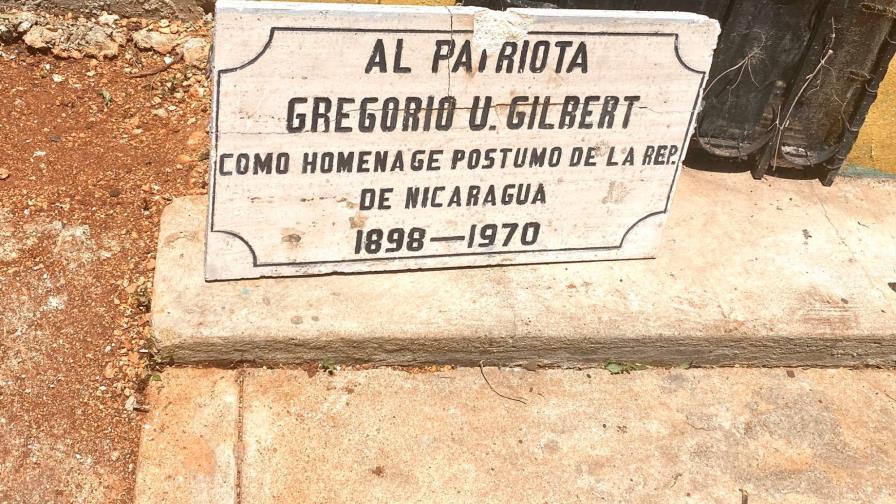 AL PATRIOTA
GREGORIO U. GILBERT
COMO HOMENAGE POSTUMO DE LA REP.
DE NICARAGUA
1898—1970